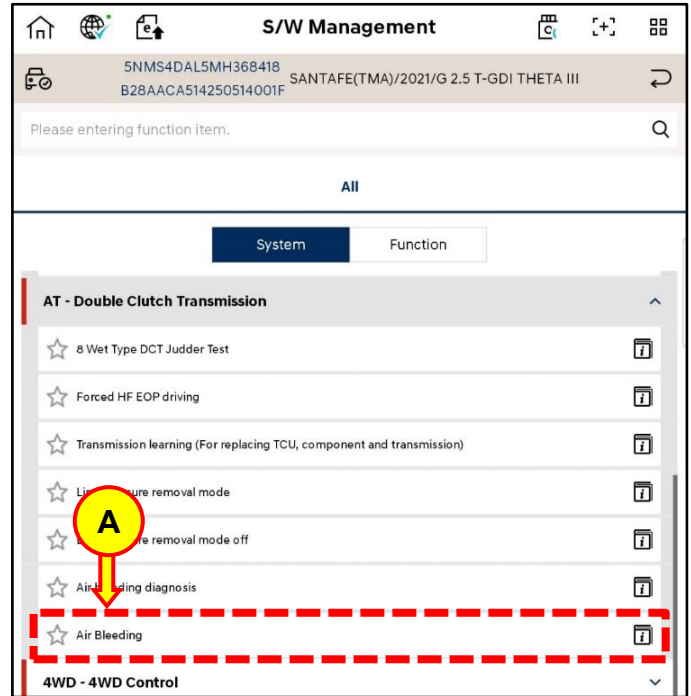 S/W Management
5NMS4DAL5MH368418
B28AACA514250514001F
SANTAFE(TMA)/2021/G 2.5 T-GDI THETA III
Please entering function item.
All
System Function
AT - Double Clutch Transmission
8 Wet Type DCT Judder Test
Forced HF EOP driving
Transmission learning (For replacing TCU, component and transmission)
removal mode
A
removal mode off
diagnosis
Air Bleeding
4WD - 4WD Control